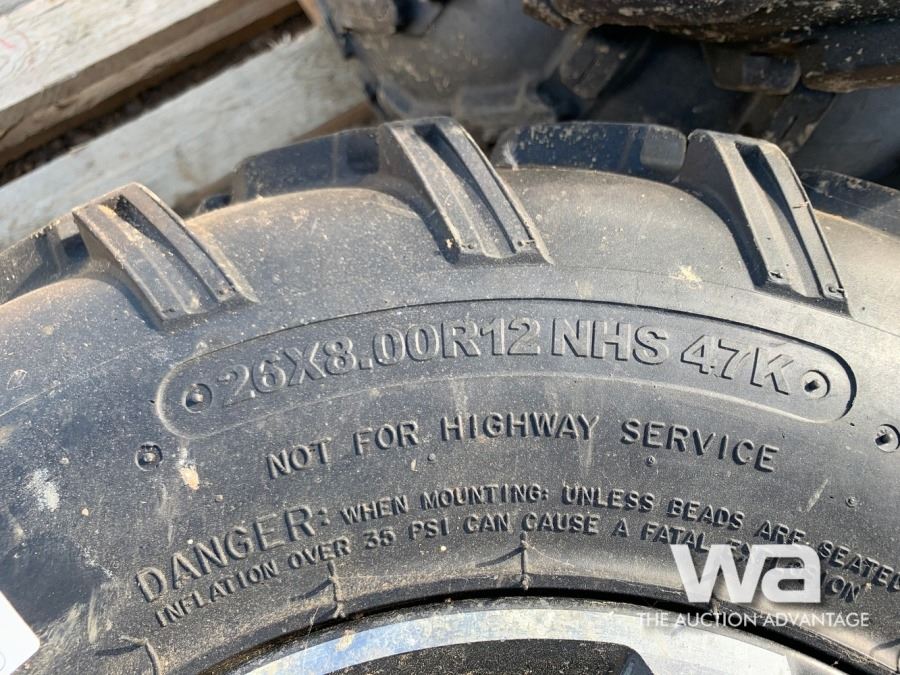 26X8.00R12 NHS 47K
NOT FOR HIGHWAY SERVICE
DANGER: WHEN MOUNTING: UNLESS BEADS ARE SEATED
INFLATION OVER 35 PSI CAN CAUSE A FATAL
wa
THE AUCTION ADVANTAGE